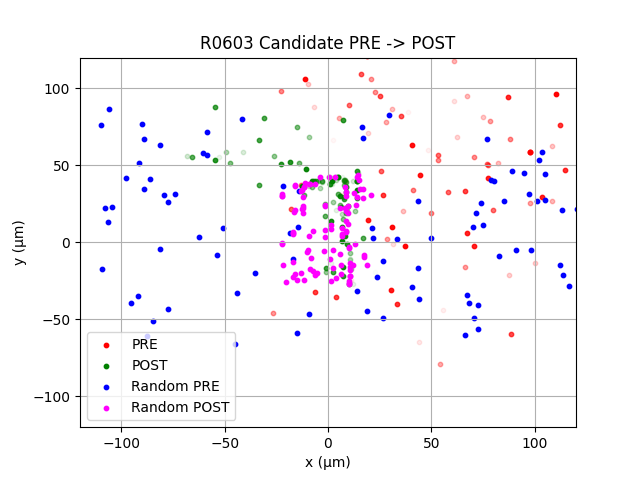 R0603 Candidate PRE -> POST
y (µm)
100
50
0
−50
−100
PRE
POST
Random PRE
Random POST
−100 −50 0 50 100
x (µm)